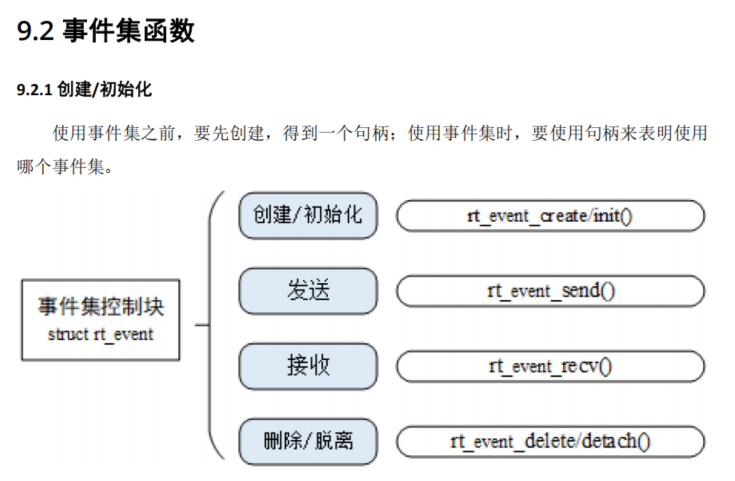 9.2 事件集函数
9.2.1 创建/初始化
使用事件集之前，要先创建，得到一个句柄；使用事件集时，要使用句柄来表明使用
哪个事件集。
创建/初始化 rt_event_create/init()
发送 rt_event_send()
事件集控制块
struct rt_event
接收 rt_event_recv()
删除/脱离 rt_event_delete/detach()